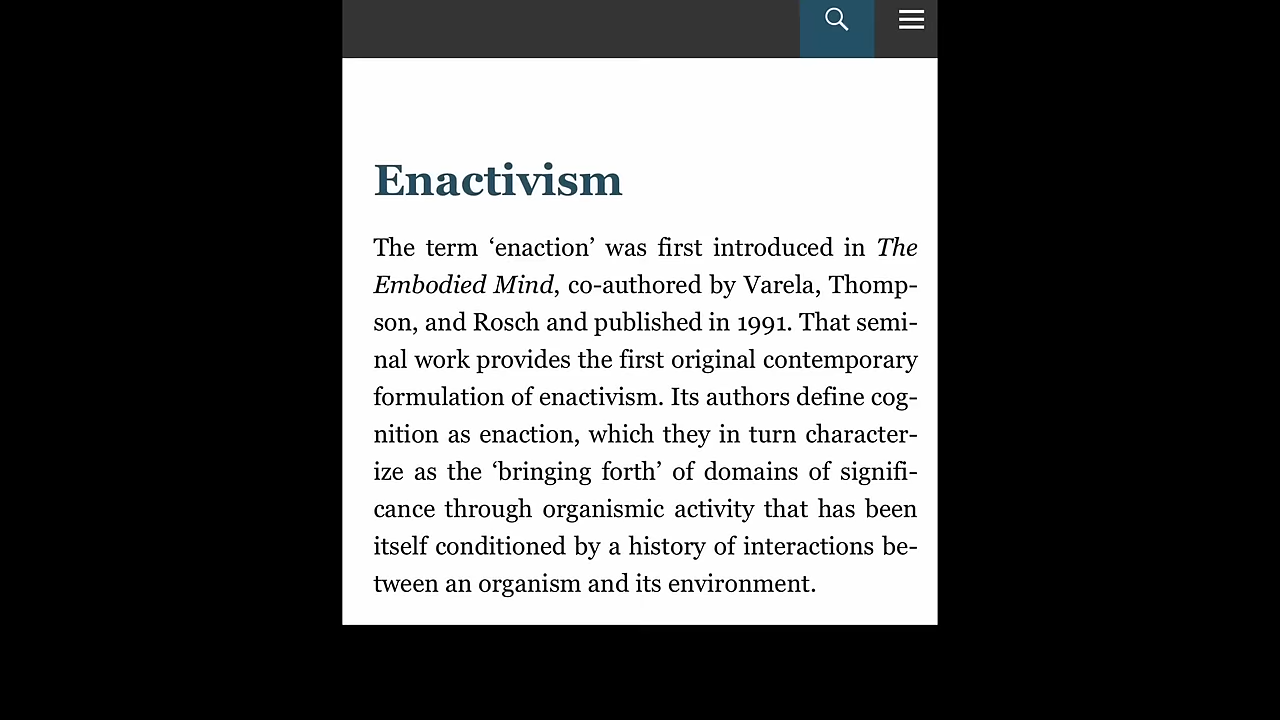 Enactivism
The term ‘enaction’ was first introduced in The
Embodied Mind, co-authored by Varela, Thomp-
son, and Rosch and published in 1991. That semi-
nal work provides the first original contemporary
formulation of enactivism. Its authors define cog-
nition as enaction, which they in turn character-
ize as the ‘bringing forth’ of domains of signifi-
cance through organismic activity that has been
itself conditioned by a history of interactions be-
tween an organism and its environment.